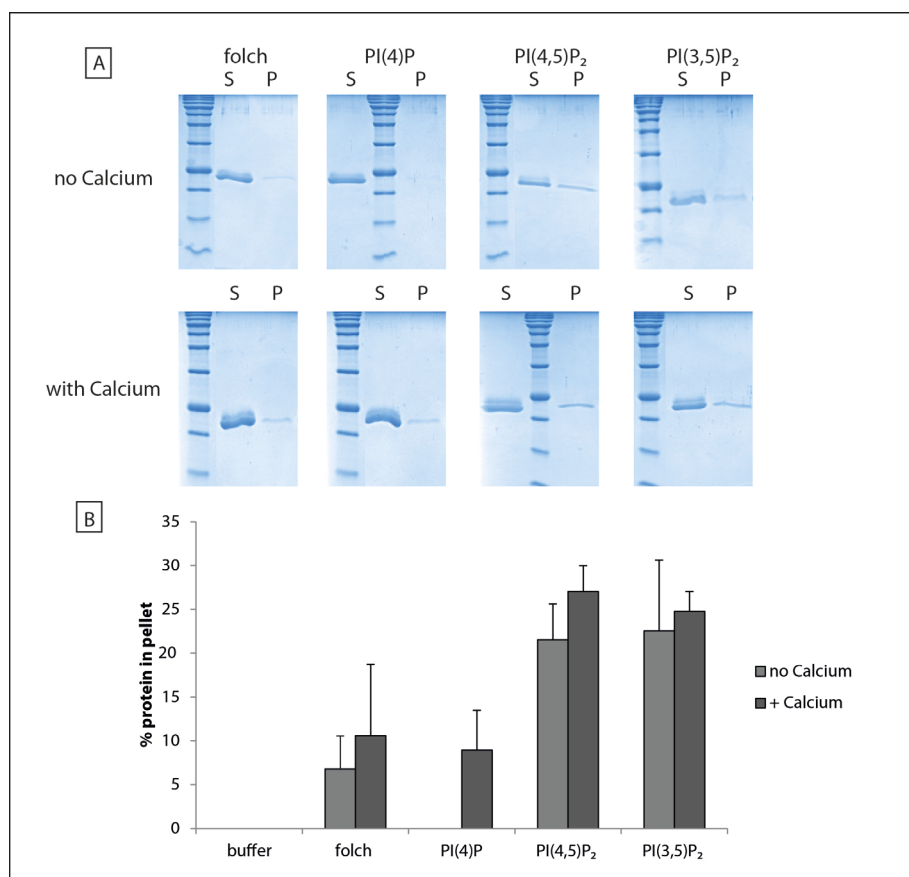 A
folch PI(4)P PI(4,5)P₂ PI(3,5)P₂
S P S P S P S P
no Calcium
S P S P S P S P
with Calcium
B
% protein in pellet
35
30
25
20
15
10
5
0
buffer folch PI(4)P PI(4,5)P₂ PI(3,5)P₂
no Calcium
+ Calcium